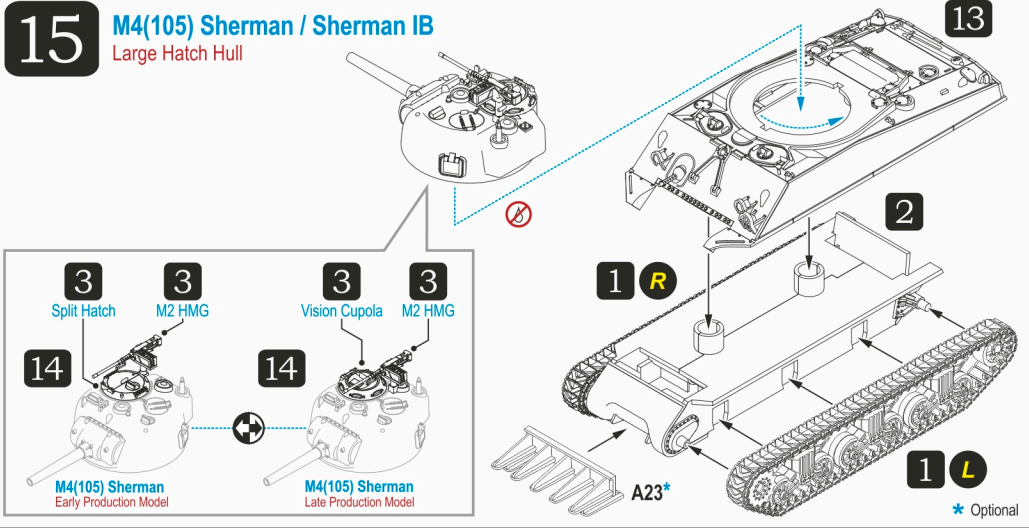 15
M4(105) Sherman / Sherman IB
Large Hatch Hull
13
2
1 R
3 3 3 3
Split Hatch M2 HMG Vision Cupola M2 HMG
14 14
M4(105) Sherman
Early Production Model
M4(105) Sherman
Late Production Model
A23*
1 L
* Optional